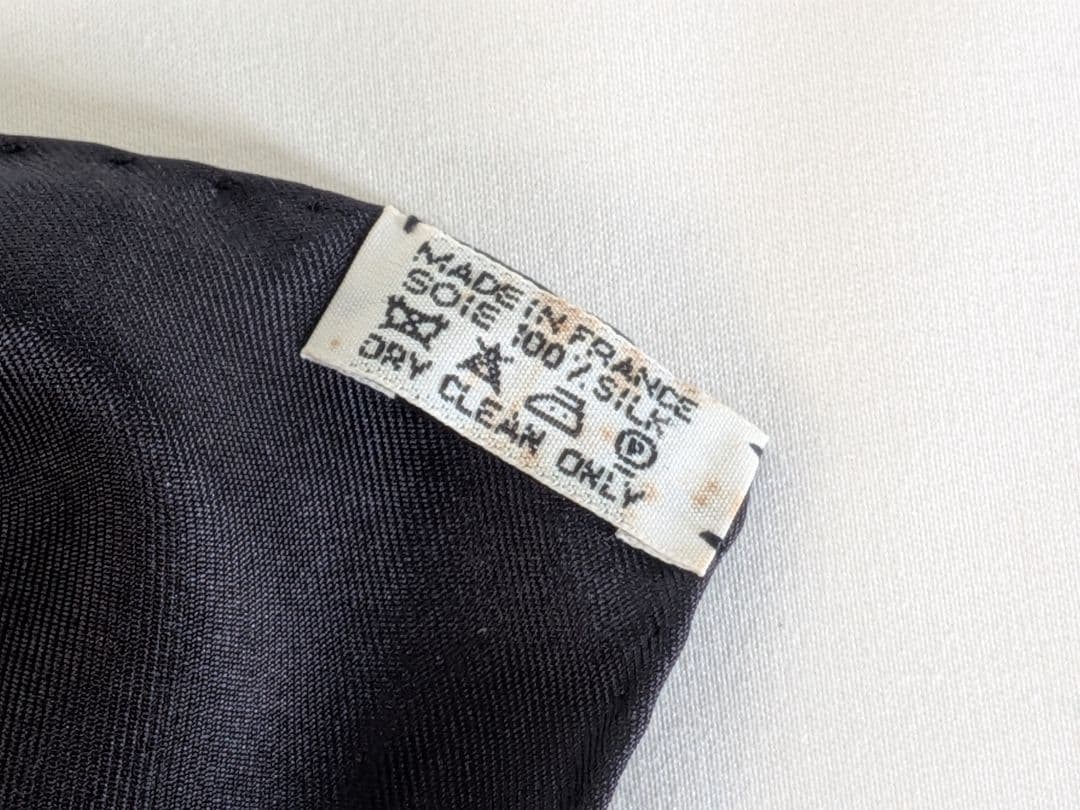 MADE IN FRANCE
SOIE 100% SILK
P
DRY CLEAN ONLY